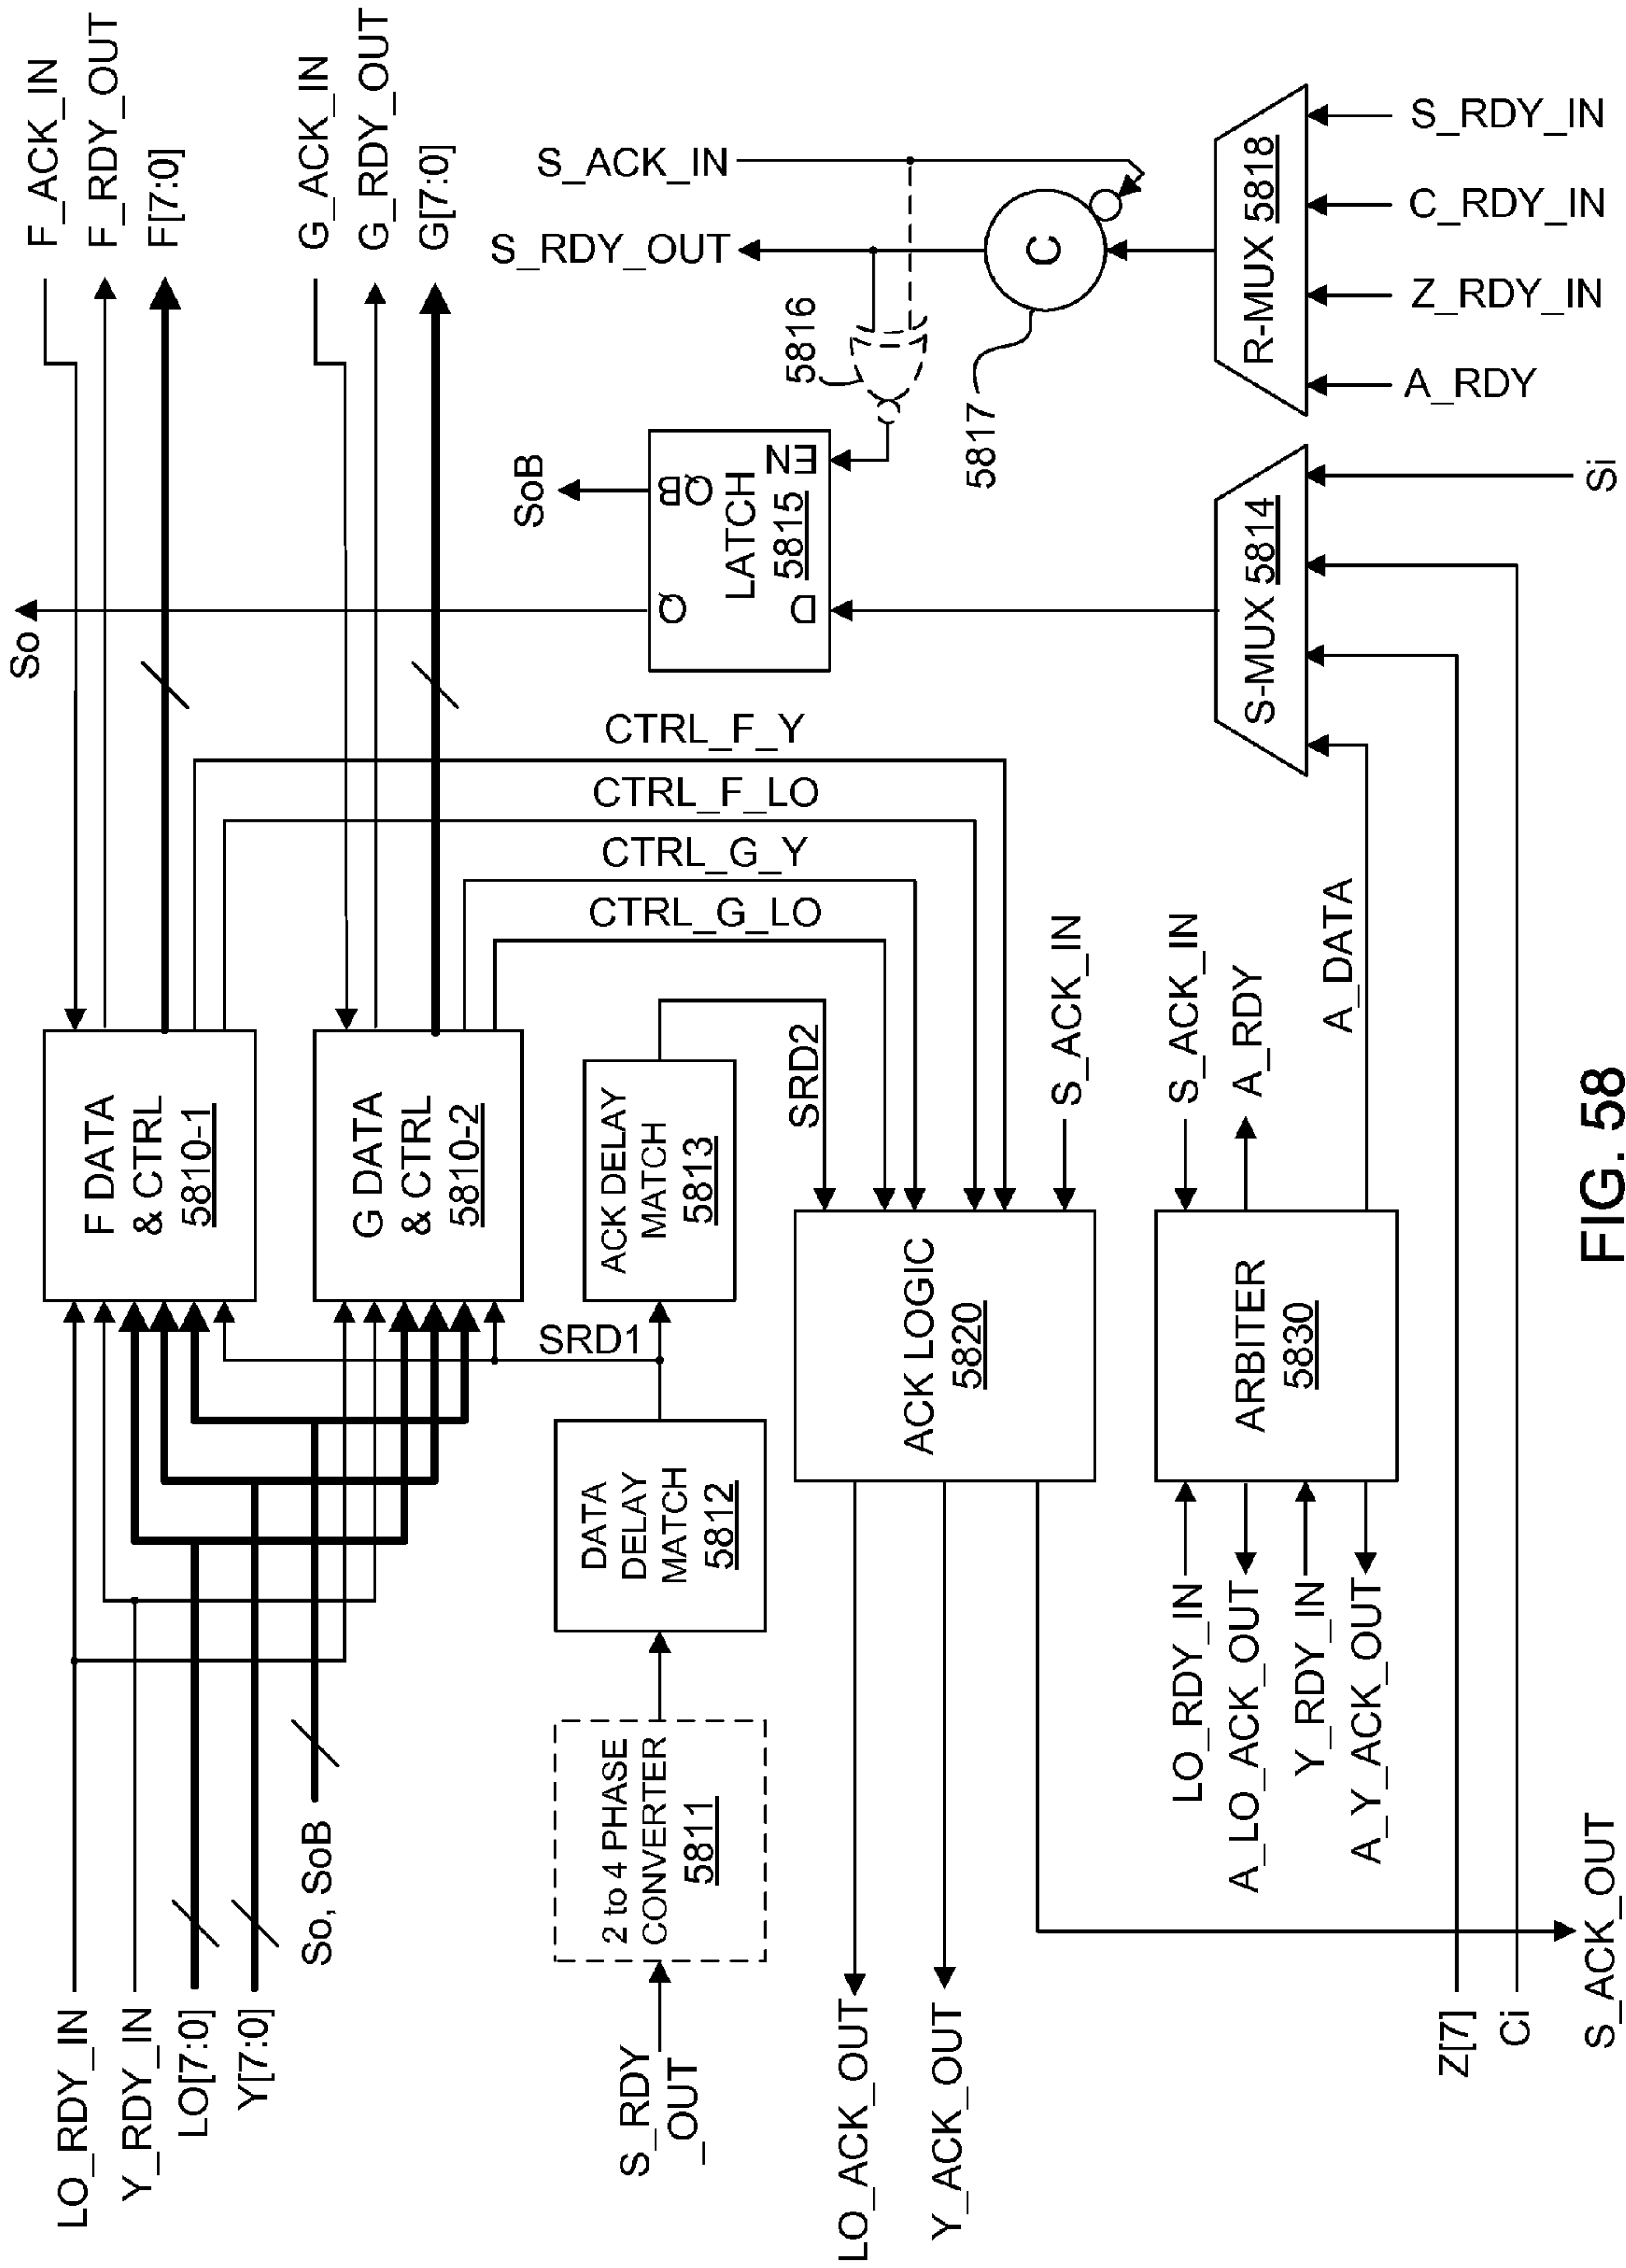 LO_RDY_IN
Y_RDY_IN
LO[7:0]
Y[7:0]
So, SoB
F DATA
& CTRL
5810-1
G DATA
& CTRL
5810-2
So
F_ACK_IN
F_RDY_OUT
F[7:0]
G_ACK_IN
G_RDY_OUT
G[7:0]
CTRL_F_Y
CTRL_F_LO
CTRL_G_Y
CTRL_G_LO
S_RDY
_OUT
2 to 4 PHASE
CONVERTER
5811
DATA
DELAY
MATCH
5812
SRD1
ACK DELAY
MATCH
5813
SRD2
SoB
Q
QB
LATCH
5815
D
EN
5816
S_ACK_IN
S_RDY_OUT
C
5817
LO_ACK_OUT
Y_ACK_OUT
ACK LOGIC
5820
S_ACK_IN
LO_RDY_IN
A_LO_ACK_OUT
Y_RDY_IN
A_Y_ACK_OUT
ARBITER
5830
S_ACK_IN
A_RDY
A_DATA
S-MUX 5814
R-MUX 5818
A_RDY
Z_RDY_IN
C_RDY_IN
S_RDY_IN
Z[7]
Ci
Si
S_ACK_OUT
FIG. 58